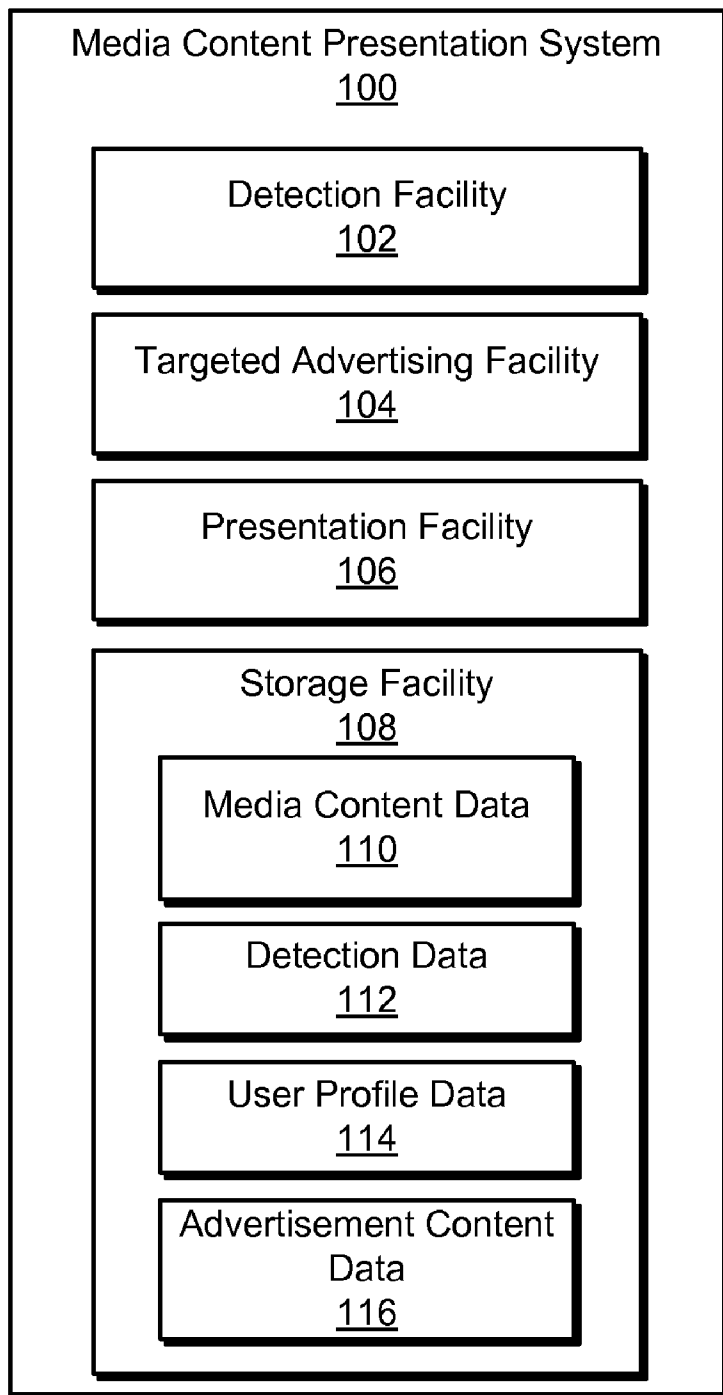 Media Content Presentation System
100
Detection Facility
102
Targeted Advertising Facility
104
Presentation Facility
106
Storage Facility
108
Media Content Data
110
Detection Data
112
User Profile Data
114
Advertisement Content
Data
116